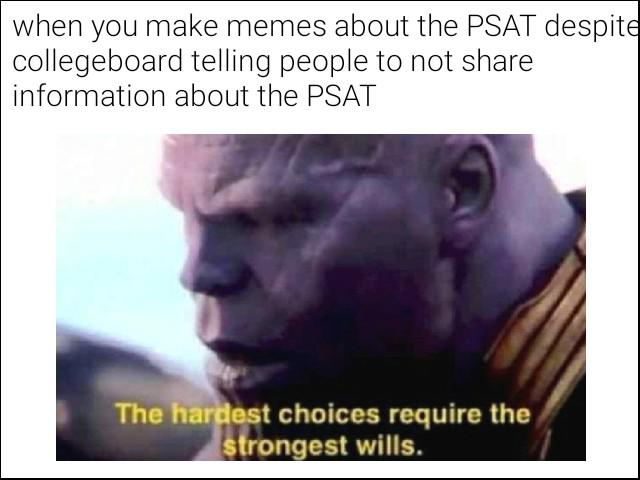 when you make memes about the PSAT despite
collegeboard telling people to not share
information about the PSAT
The hardest choices require the
strongest wills.